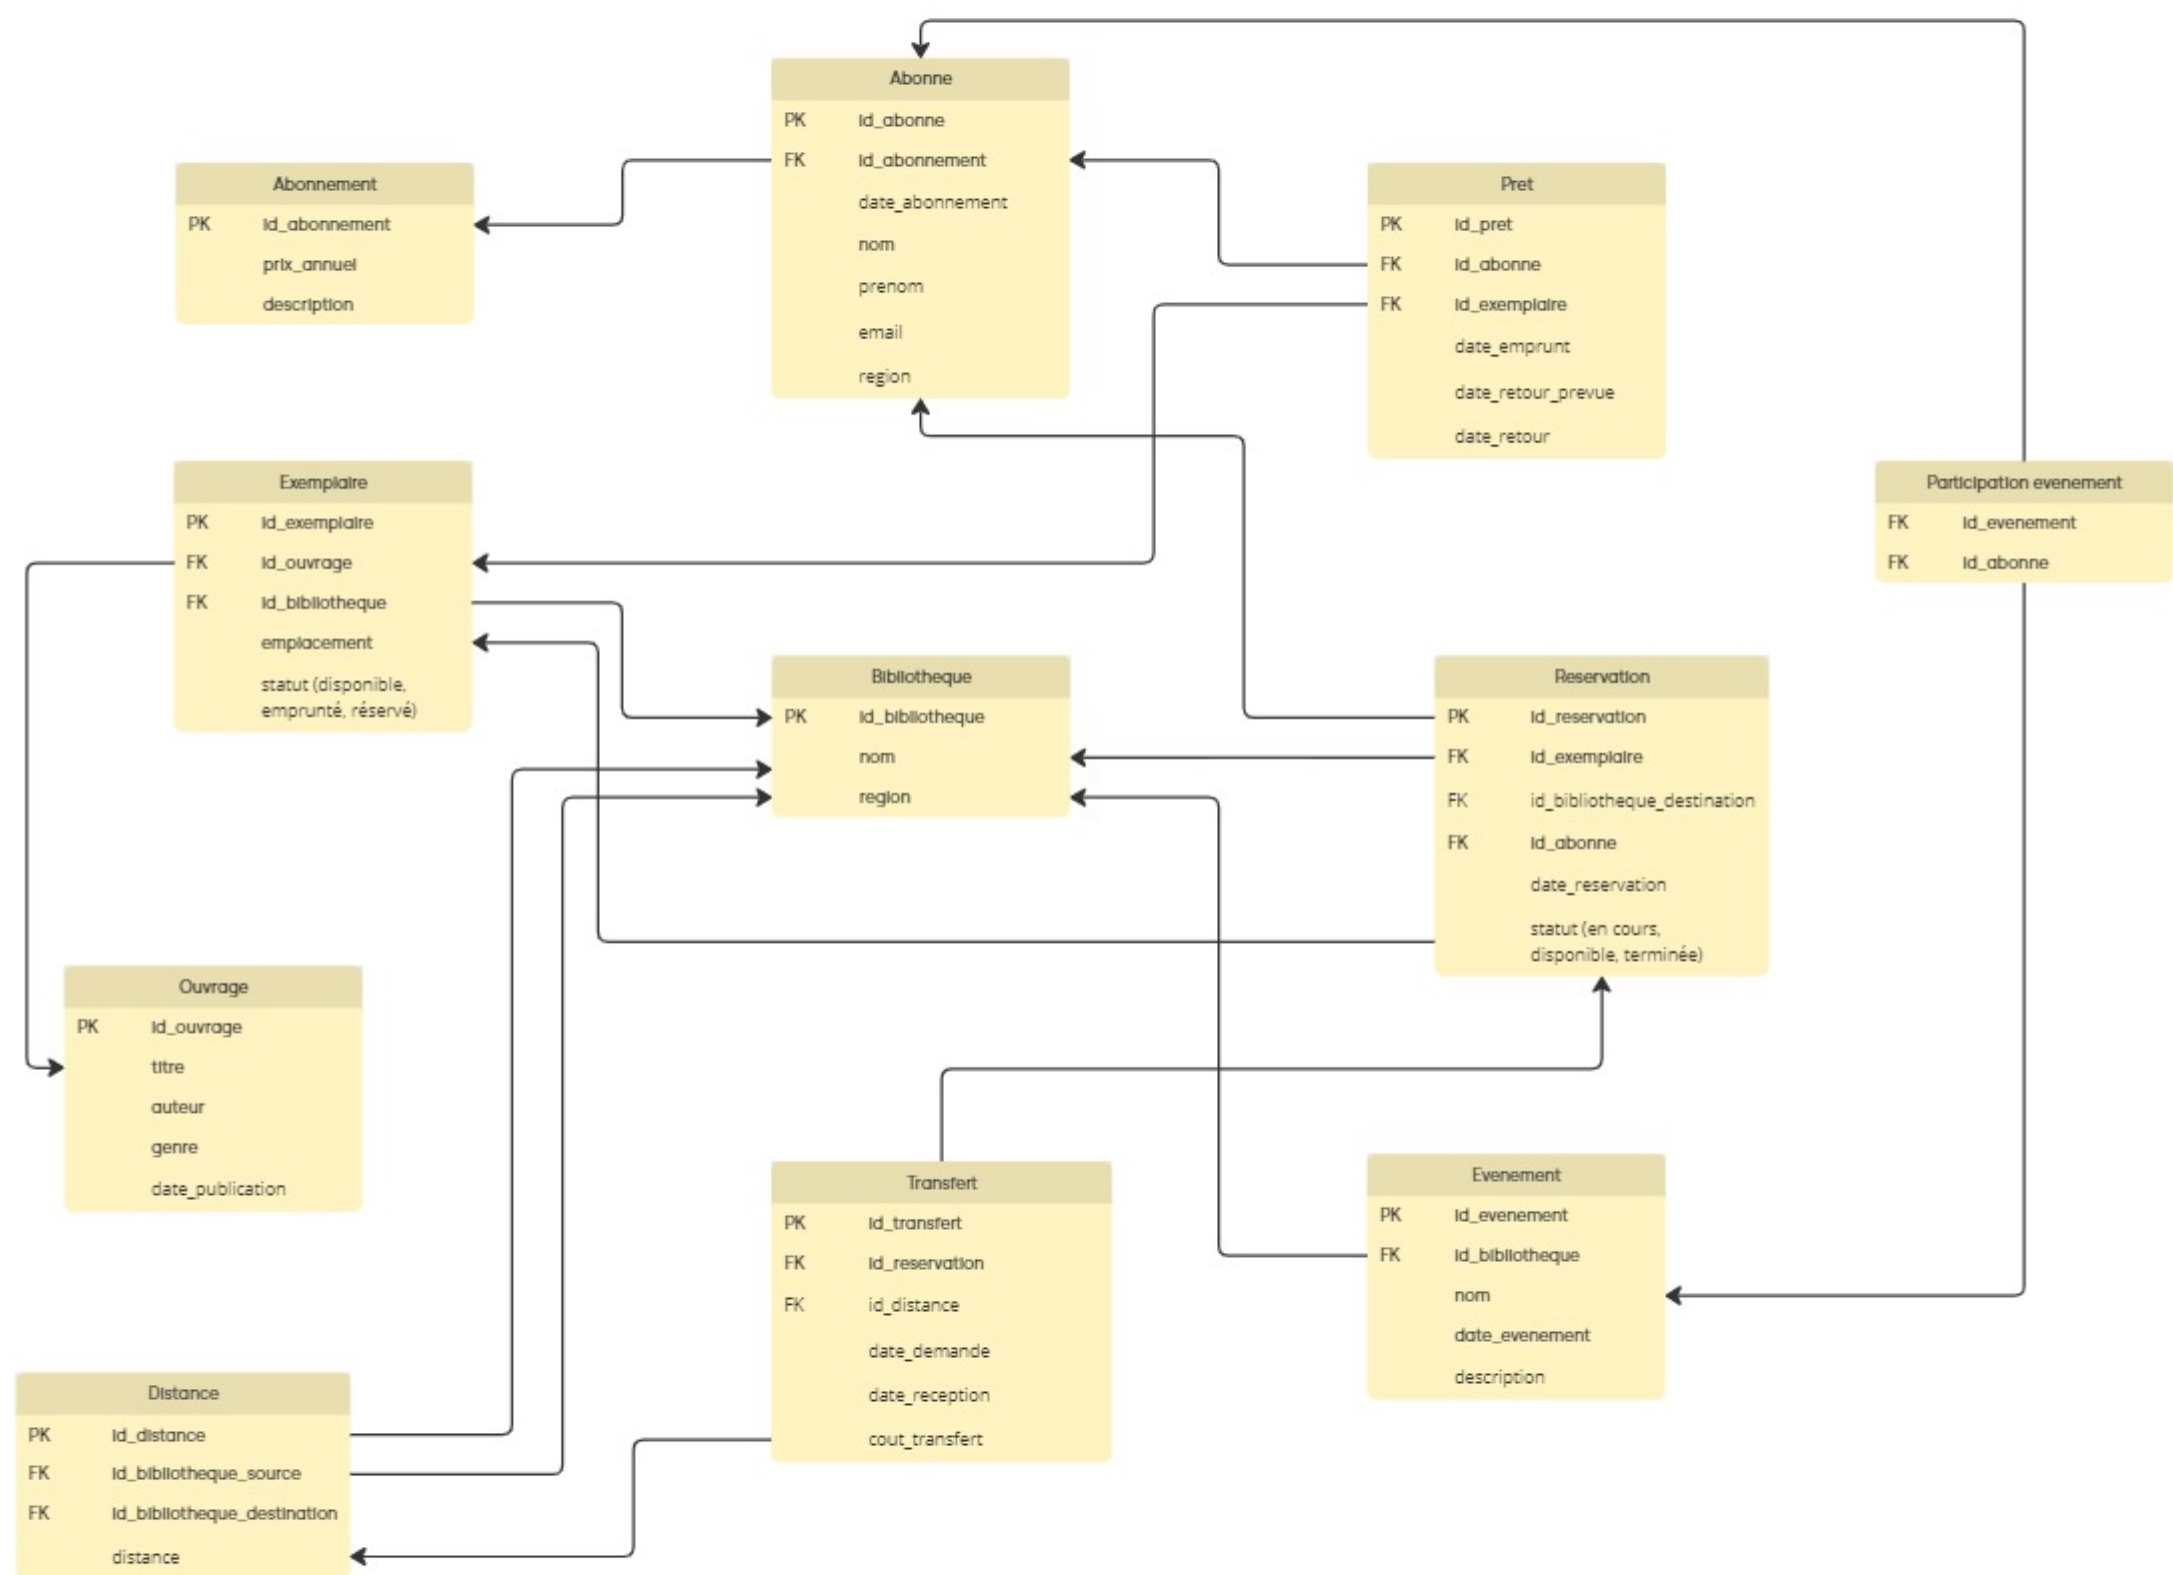 Abonne
PK id_abonne
FK id_abonnement
date_abonnement
nom
prenom
email
region
Abonnement
PK id_abonnement
prix_annuel
description
Pret
PK id_pret
FK id_abonne
FK id_exemplaire
date_emprunt
date_retour_prevue
date_retour
Exemplaire
PK id_exemplaire
FK id_ouvrage
FK id_bibliotheque
emplacement
statut (disponible,
emprunté, réservé)
Participation evenement
FK id_evenement
FK id_abonne
Bibliotheque
PK id_bibliotheque
nom
region
Reservation
PK id_reservation
FK id_exemplaire
FK id_bibliotheque_destination
FK id_abonne
date_reservation
statut (en cours,
disponible, terminée)
Ouvrage
PK id_ouvrage
titre
auteur
genre
date_publication
Transfert
PK id_transfert
FK id_reservation
FK id_distance
date_demande
date_reception
cout_transfert
Evenement
PK id_evenement
FK id_bibliotheque
nom
date_evenement
description
Distance
PK id_distance
FK id_bibliotheque_source
FK id_bibliotheque_destination
distance